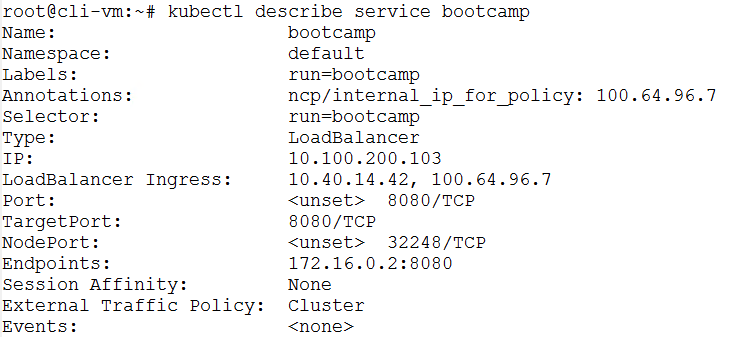 root@cli-vm:~# kubectl describe service bootcamp
Name:                     bootcamp
Namespace:                default
Labels:                   run=bootcamp
Annotations:              ncp/internal_ip_for_policy: 100.64.96.7
Selector:                 run=bootcamp
Type:                     LoadBalancer
IP:                       10.100.200.103
LoadBalancer Ingress:     10.40.14.42, 100.64.96.7
Port:                     <unset>  8080/TCP
TargetPort:               8080/TCP
NodePort:                 <unset>  32248/TCP
Endpoints:                172.16.0.2:8080
Session Affinity:         None
External Traffic Policy:  Cluster
Events:                   <none>